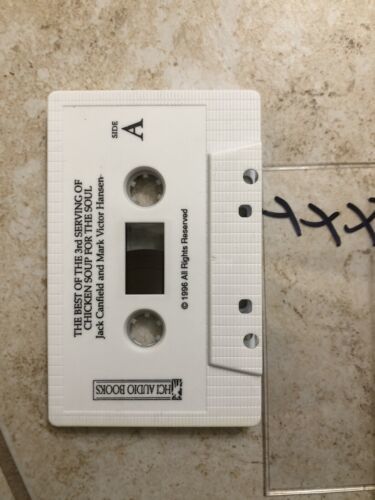 THE BEST OF THE 3rd SERVING OF
CHICKEN SOUP FOR THE SOUL
Jack Canfield and Mark Victor Hansen
SIDE
A
HCI AUDIO BOOKS
© 1996 All Rights Reserved